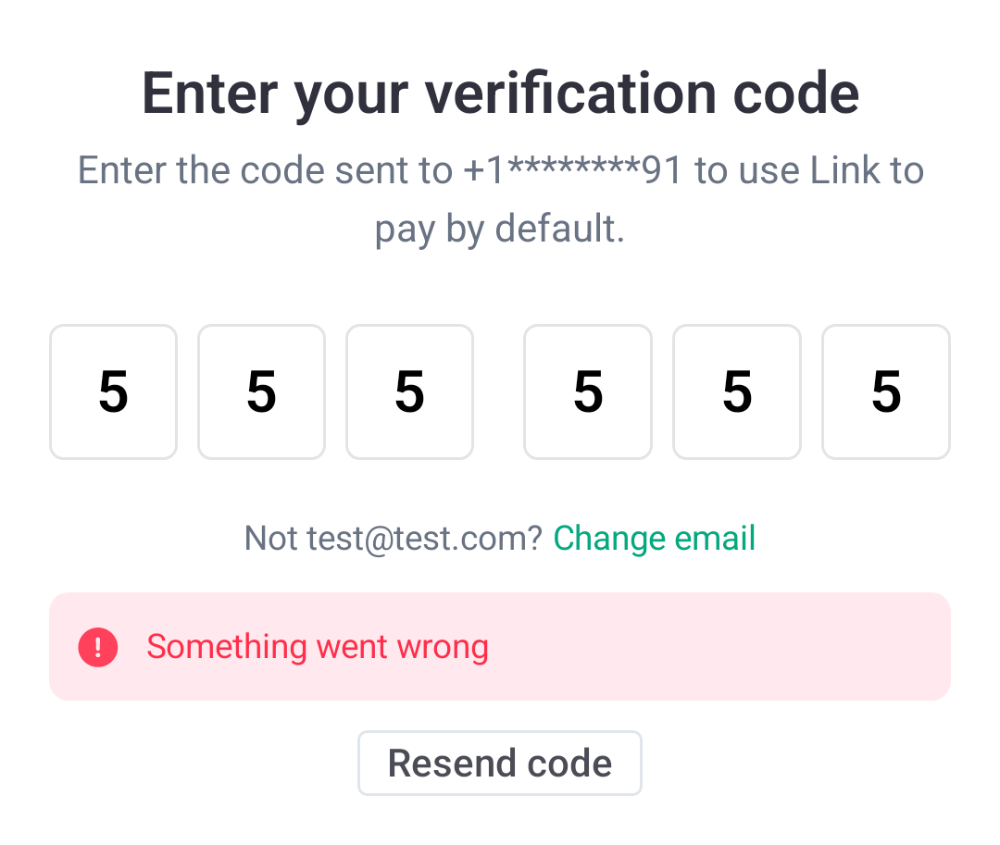 Enter your verification code
Enter the code sent to +1********91 to use Link to
pay by default.
5 5 5 5 5 5
Not test@test.com? Change email
! Something went wrong
Resend code